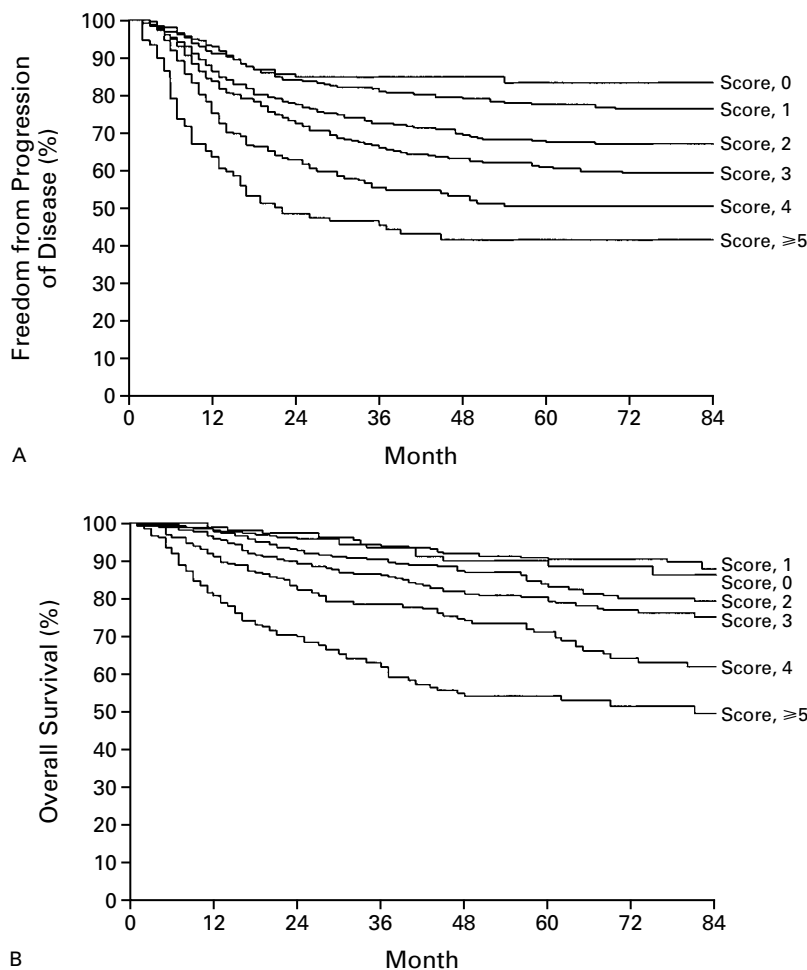 Freedom from Progression
of Disease (%)
100
90
80
70
60
50
40
30
20
10
0
0 12 24 36 48 60 72 84
Month
Score, 0
Score, 1
Score, 2
Score, 3
Score, 4
Score, ⩾5
A
Overall Survival (%)
100
90
80
70
60
50
40
30
20
10
0
0 12 24 36 48 60 72 84
Month
Score, 1
Score, 0
Score, 2
Score, 3
Score, 4
Score, ⩾5
B